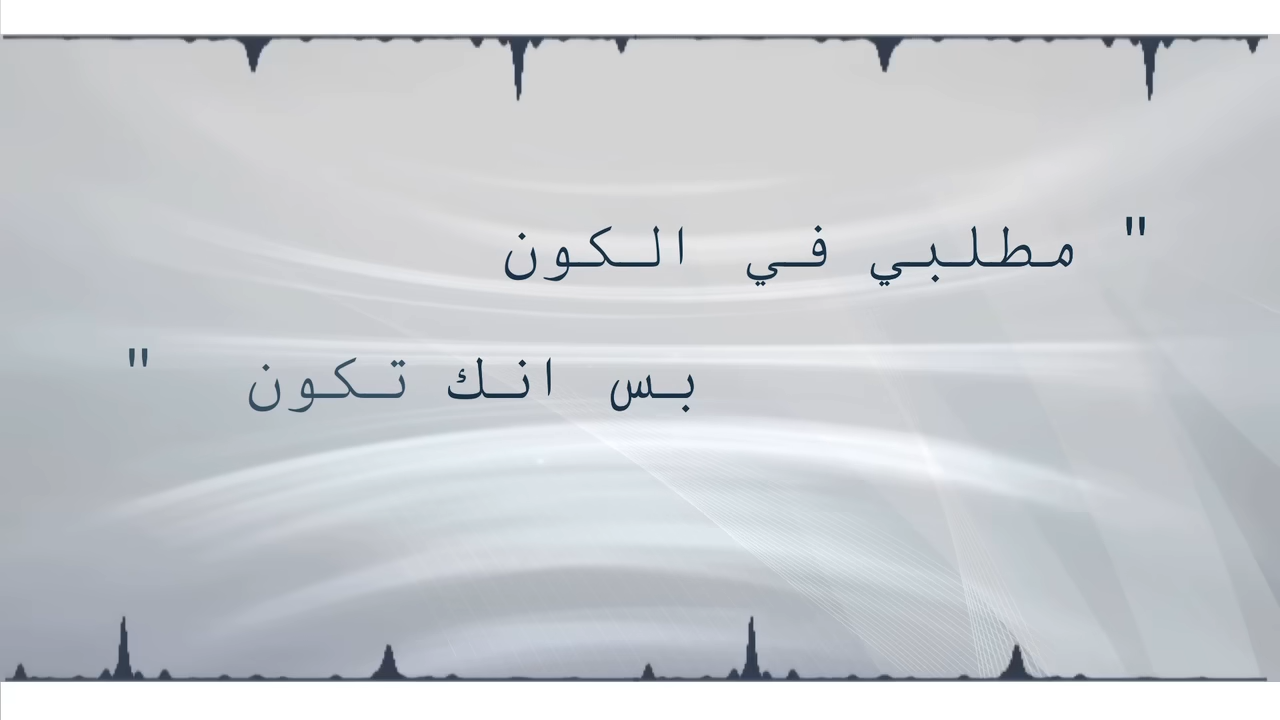 " مطلبي في الكون
بس انك تكون "